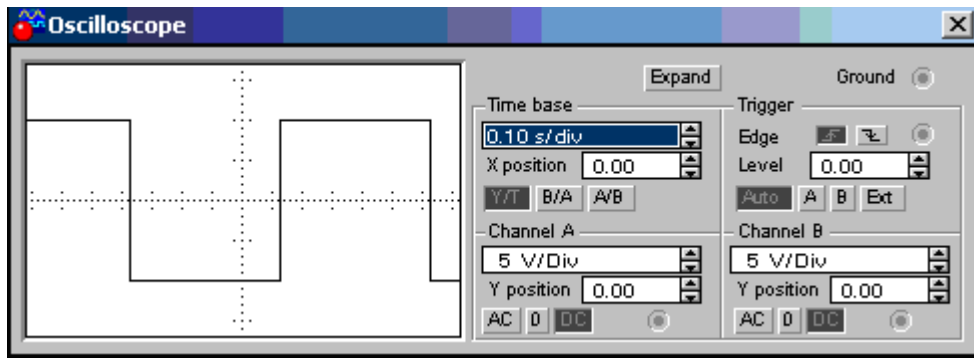 Oscilloscope
Expand
Ground
Time base
0.10 s/div
X position 0.00
Y/T B/A A/B
Trigger
Edge
Level 0.00
Auto A B Ext
Channel A
5 V/Div
Y position 0.00
AC 0 DC
Channel B
5 V/Div
Y position 0.00
AC 0 DC